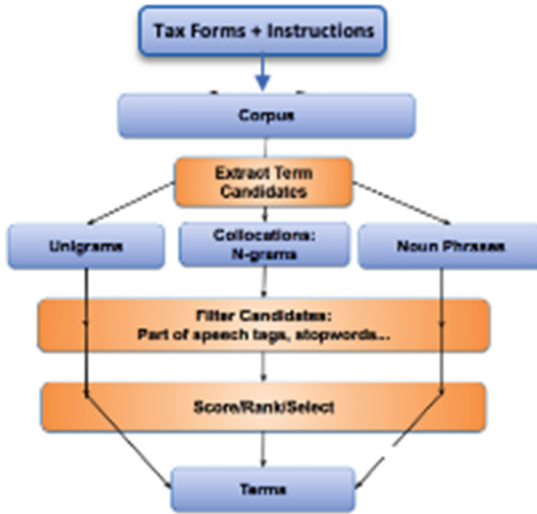 Tax Forms + Instructions
Corpus
Extract Term
Candidates
Unigrams
Collocations:
N-grams
Noun Phrases
Filter Candidates:
Part of speech tags, stopwords...
Score/Rank/Select
Terms